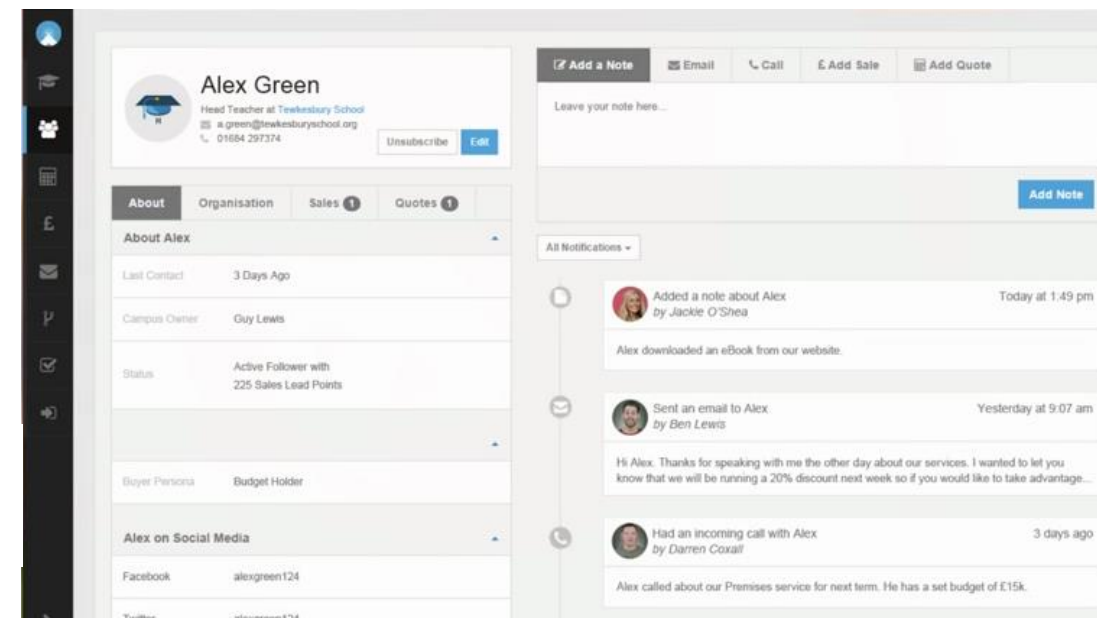 Alex Green
Head Teacher at Tewkesbury School
a.green@tewkesburyschool.org
01684 297374
Unsubscribe
Edit
About
Organisation
Sales 1
Quotes 1
About Alex
Last Contact
3 Days Ago
Campus Owner
Guy Lewis
Status
Active Follower with
225 Sales Lead Points
Buyer Persona
Budget Holder
Alex on Social Media
Facebook
alexgreen124
Twitter
alexgreen124
Add a Note
Email
Call
£ Add Sale
Add Quote
Leave your note here...
Add Note
All Notifications
Added a note about Alex
by Jackie O'Shea
Today at 1:49 pm
Alex downloaded an eBook from our website.
Sent an email to Alex
by Ben Lewis
Yesterday at 9:07 am
Hi Alex. Thanks for speaking with me the other day about our services. I wanted to let you
know that we will be running a 20% discount next week so if you would like to take advantage...
Had an incoming call with Alex
by Darren Coxall
3 days ago
Alex called about our Premises service for next term. He has a set budget of £15k.